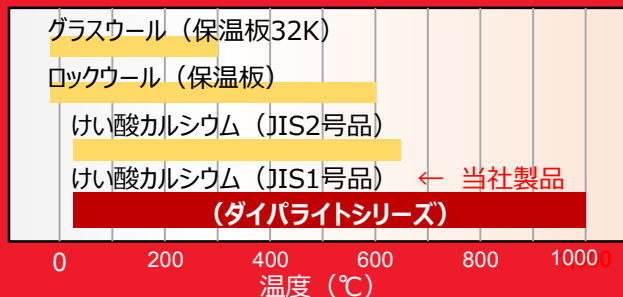 グラスウール（保温板32K）
ロックウール（保温板）
けい酸カルシウム（JIS2号品）
けい酸カルシウム（JIS1号品） ← 当社製品
（ダイパライトシリーズ）
0 200 400 600 800 1000
温度（℃）